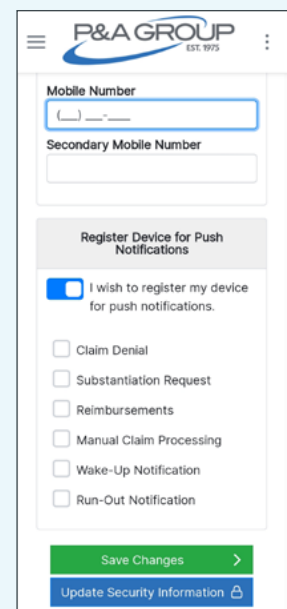 P&A GROUP
EST. 1975
Mobile Number
(__) ___-____
Secondary Mobile Number
Register Device for Push
Notifications
I wish to register my device
for push notifications.
Claim Denial
Substantiation Request
Reimbursements
Manual Claim Processing
Wake-Up Notification
Run-Out Notification
Save Changes
Update Security Information